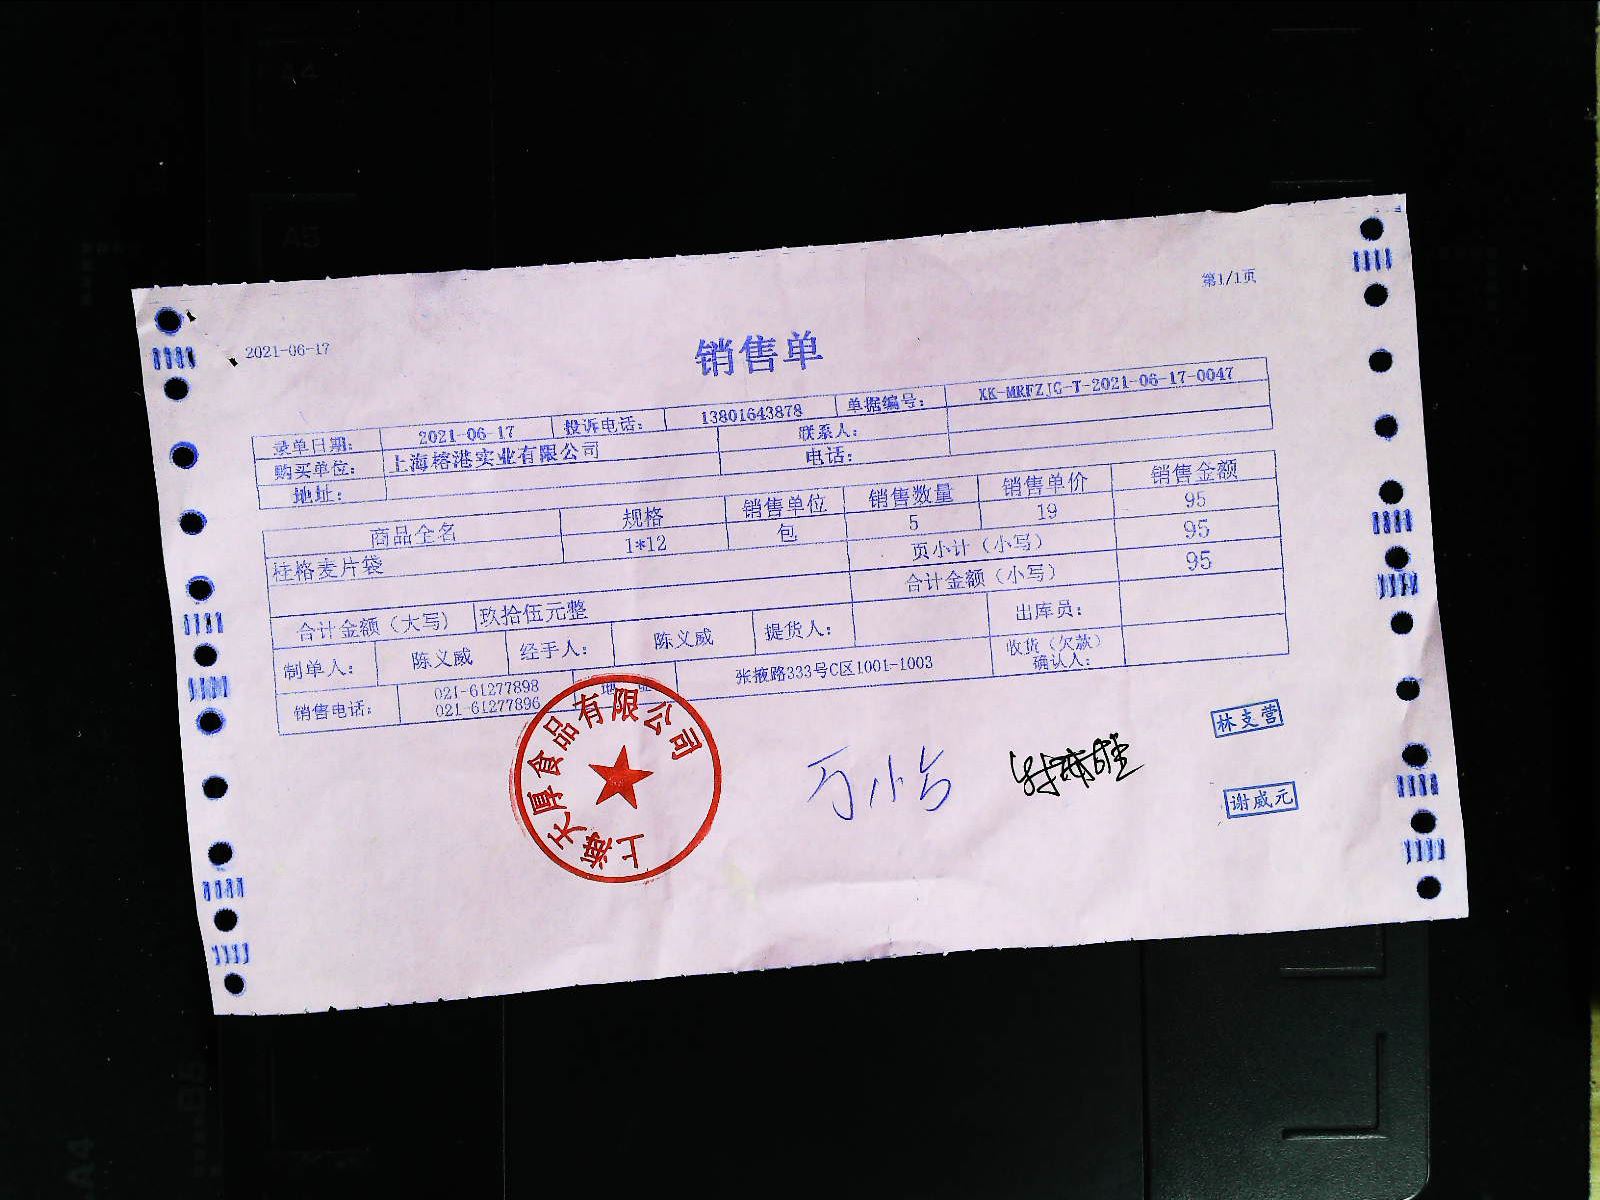 第1/1页
2021-06-17
销售单
录单日期: 2021-06-17 投诉电话: 13801643878 单据编号: XK-MRFZJC-T-2021-06-17-0047
购买单位: 上海榕港实业有限公司 联系人:
地址: 电话:
商品全名 规格 销售单位 销售数量 销售单价 销售金额
桂格麦片袋 1*12 包 5 19 95
页小计（小写） 95
合计金额（小写） 95
合计金额（大写） 玖拾伍元整
制单人: 陈义威 经手人: 陈义威 提货人: 出库员:
销售电话: 021-61277898 地 张掖路333号C区1001-1003 收货（欠款）
021-61277896 确认人:
上海天厚食品有限公司
林支营
谢威元